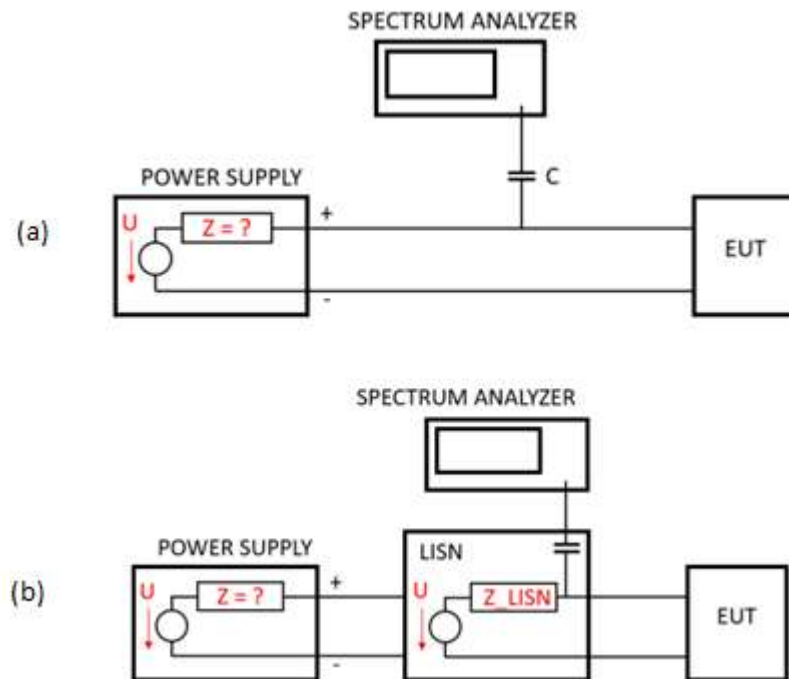 SPECTRUM ANALYZER
C
POWER SUPPLY
(a)
U
Z = ?
+
-
EUT
SPECTRUM ANALYZER
POWER SUPPLY
LISN
(b)
U
Z = ?
+
-
U
Z_LISN
EUT